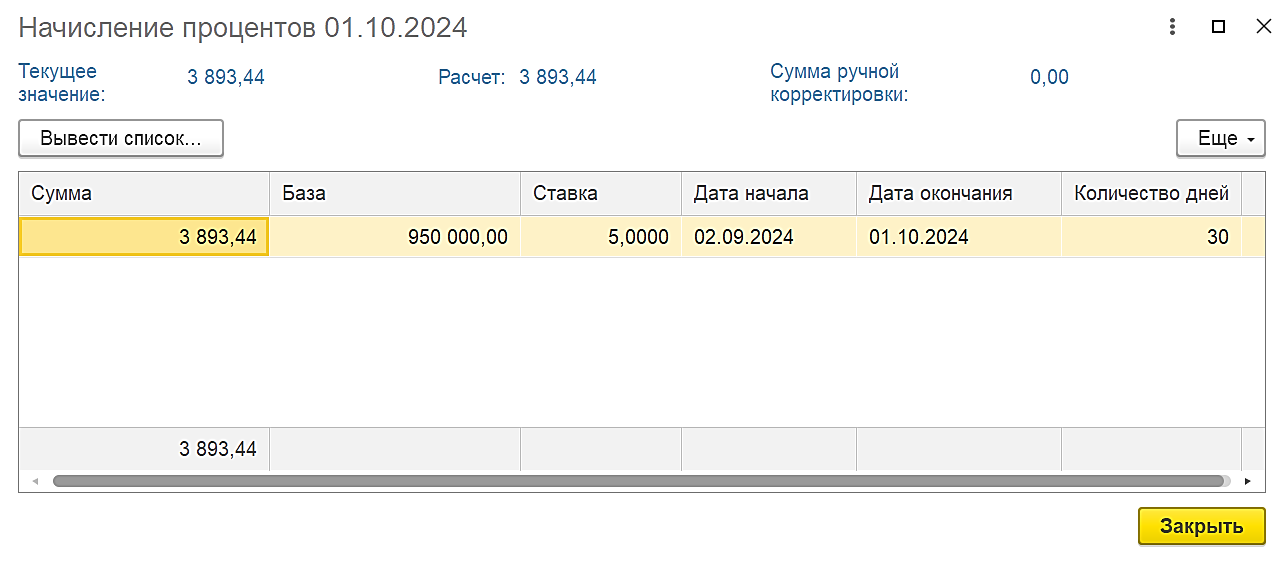 Начисление процентов 01.10.2024
Текущее значение: 3 893,44 Расчет: 3 893,44 Сумма ручной корректировки: 0,00
Вывести список... Еще
Сумма База Ставка Дата начала Дата окончания Количество дней
3 893,44 950 000,00 5,0000 02.09.2024 01.10.2024 30
3 893,44
Закрыть